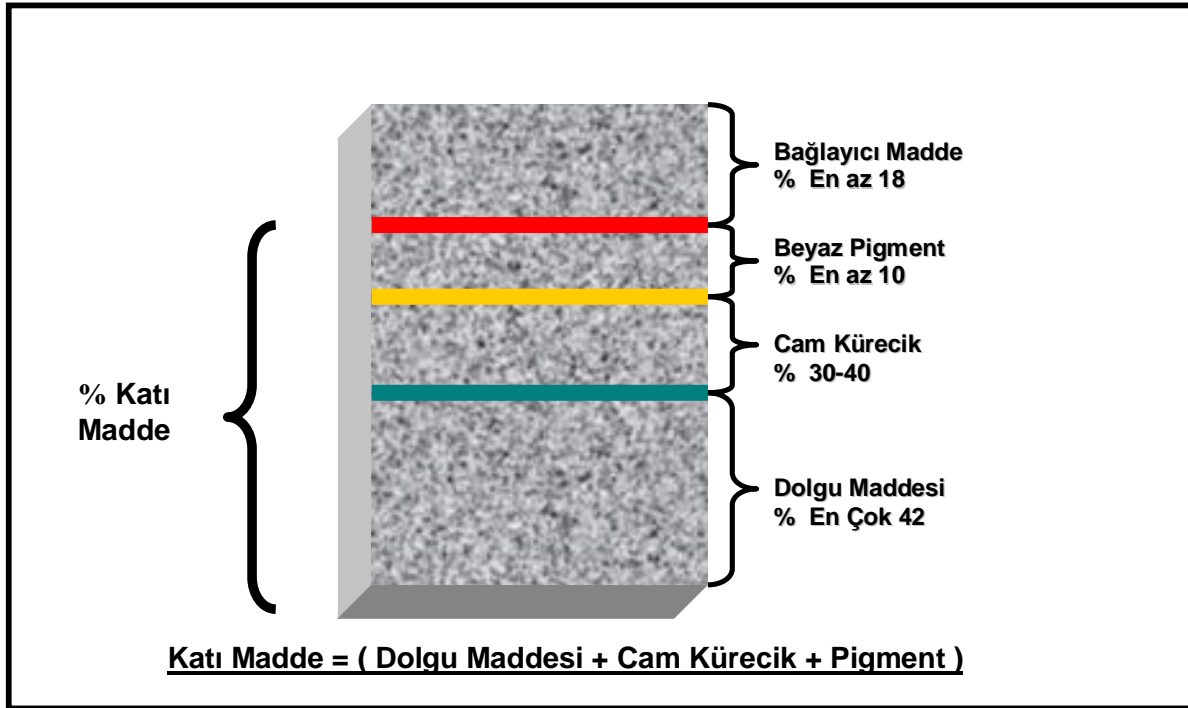 Bağlayıcı Madde
% En az 18
Beyaz Pigment
% En az 10
Cam Kürecik
% 30-40
% Katı
Madde
Dolgu Maddesi
% En Çok 42
Katı Madde = ( Dolgu Maddesi + Cam Kürecik + Pigment )